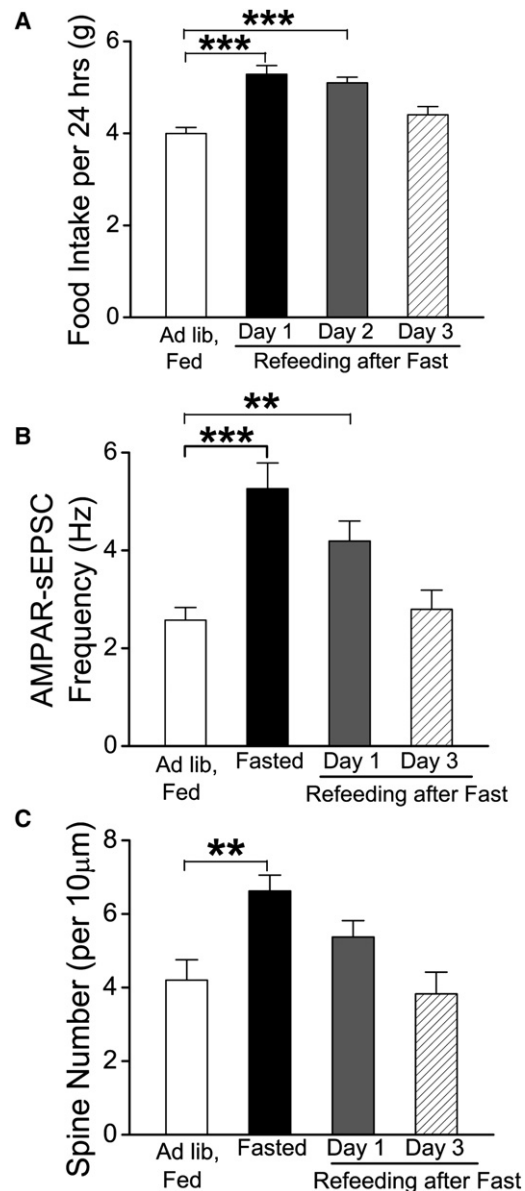 A
Food Intake per 24 hrs (g)
6
4
2
0
***
***
Ad lib,
Fed
Day 1
Day 2
Day 3
Refeeding after Fast
B
AMPAR-sEPSC
Frequency (Hz)
6
4
2
0
**
***
Ad lib,
Fed
Fasted
Day 1
Day 3
Refeeding after Fast
C
Spine Number (per 10μm)
8
6
4
2
0
**
Ad lib,
Fed
Fasted
Day 1
Day 3
Refeeding after Fast